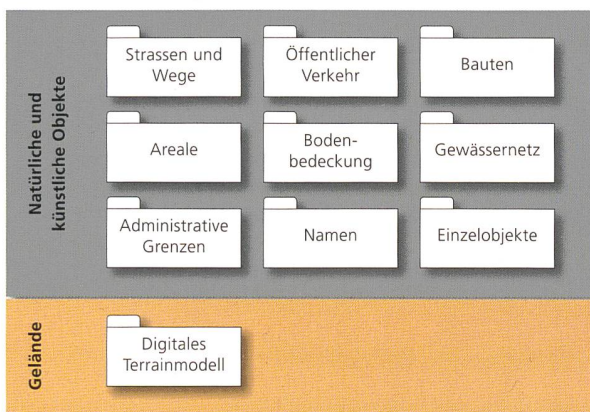 Natürliche und
künstliche Objekte
Strassen und
Wege
Öffentlicher
Verkehr
Bauten
Areale
Boden-
bedeckung
Gewässernetz
Administrative
Grenzen
Namen
Einzelobjekte
Gelände
Digitales
Terrainmodell